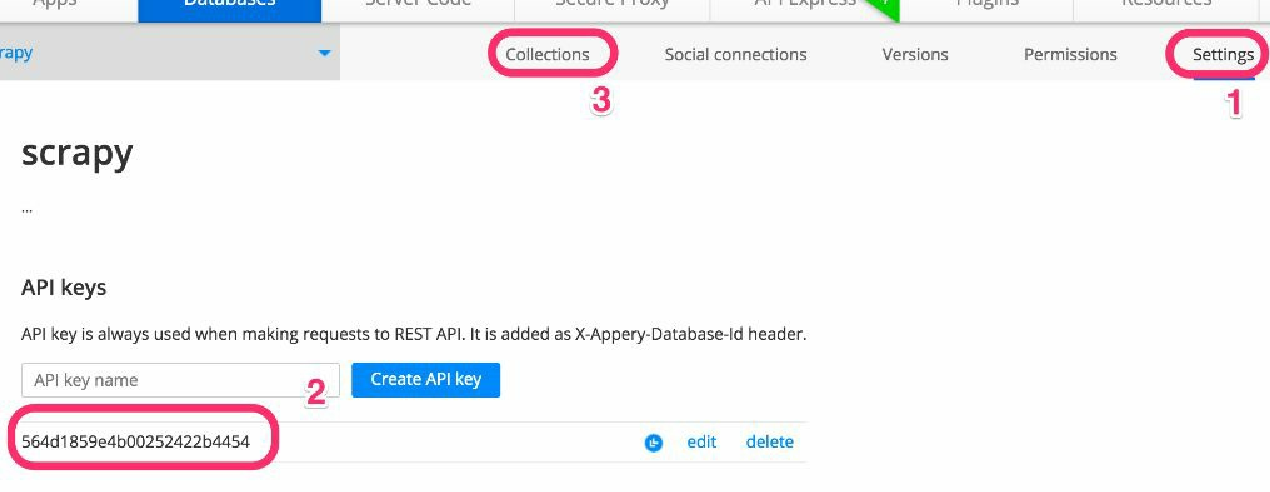 Apps Databases Server Code Secure Proxy API Express Plugins Resources
rapy Collections Social connections Versions Permissions Settings
3 1
scrapy
...
API keys
API key is always used when making requests to REST API. It is added as X-Appery-Database-Id header.
API key name 2 Create API key
564d1859e4b00252422b4454 edit delete